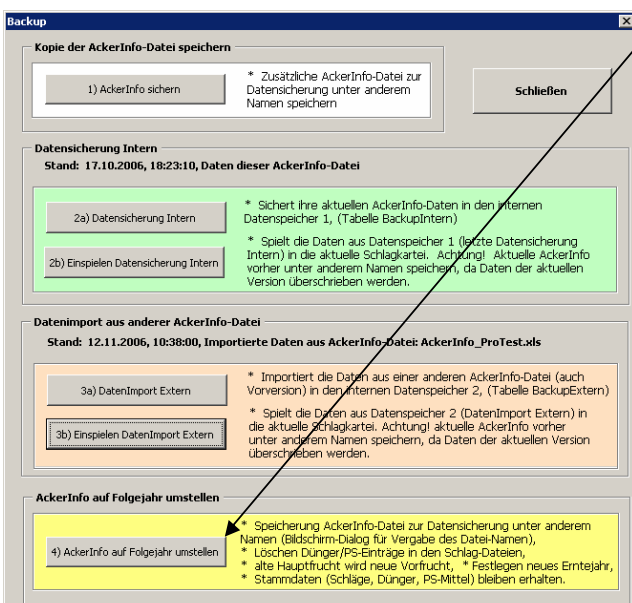 Backup
Kopie der AckerInfo-Datei speichern
1) AckerInfo sichern
* Zusätzliche AckerInfo-Datei zur
Datensicherung unter anderem
Namen speichern
Schließen
Datensicherung Intern
Stand: 17.10.2006, 18:23:10, Daten dieser AckerInfo-Datei
2a) Datensicherung Intern
* Sichert ihre aktuellen AckerInfo-Daten in den internen
Datenspeicher 1, (Tabelle BackupIntern)
2b) Einspielen Datensicherung Intern
* Spielt die Daten aus Datenspeicher 1 (letzte Datensicherung
Intern) in die aktuelle Schlagkartei. Achtung! Aktuelle AckerInfo
vorher unter anderem Namen speichern, da Daten der aktuellen
Version überschrieben werden.
Datenimport aus anderer AckerInfo-Datei
Stand: 12.11.2006, 10:38:00, Importierte Daten aus AckerInfo-Datei: AckerInfo_ProTest.xls
3a) DatenImport Extern
* Importiert die Daten aus einer anderen AckerInfo-Datei (auch
Vorversion) in den internen Datenspeicher 2, (Tabelle BackupExtern)
3b) Einspielen DatenImport Extern
* Spielt die Daten aus Datenspeicher 2 (DatenImport Extern) in
die aktuelle Schlagkartei. Achtung! aktuelle AckerInfo vorher
unter anderem Namen speichern, da Daten der aktuellen Version
überschrieben werden.
AckerInfo auf Folgejahr umstellen
4) AckerInfo auf Folgejahr umstellen
* Speicherung AckerInfo-Datei zur Datensicherung unter anderem
Namen (Bildschirm-Dialog für Vergabe des Datei-Namen),
* Löschen Dünger/PS-Einträge in den Schlag-Dateien,
* alte Hauptfrucht wird neue Vorfrucht, * Festlegen neues Erntejahr,
* Stammdaten (Schläge, Dünger, PS-Mittel) bleiben erhalten.